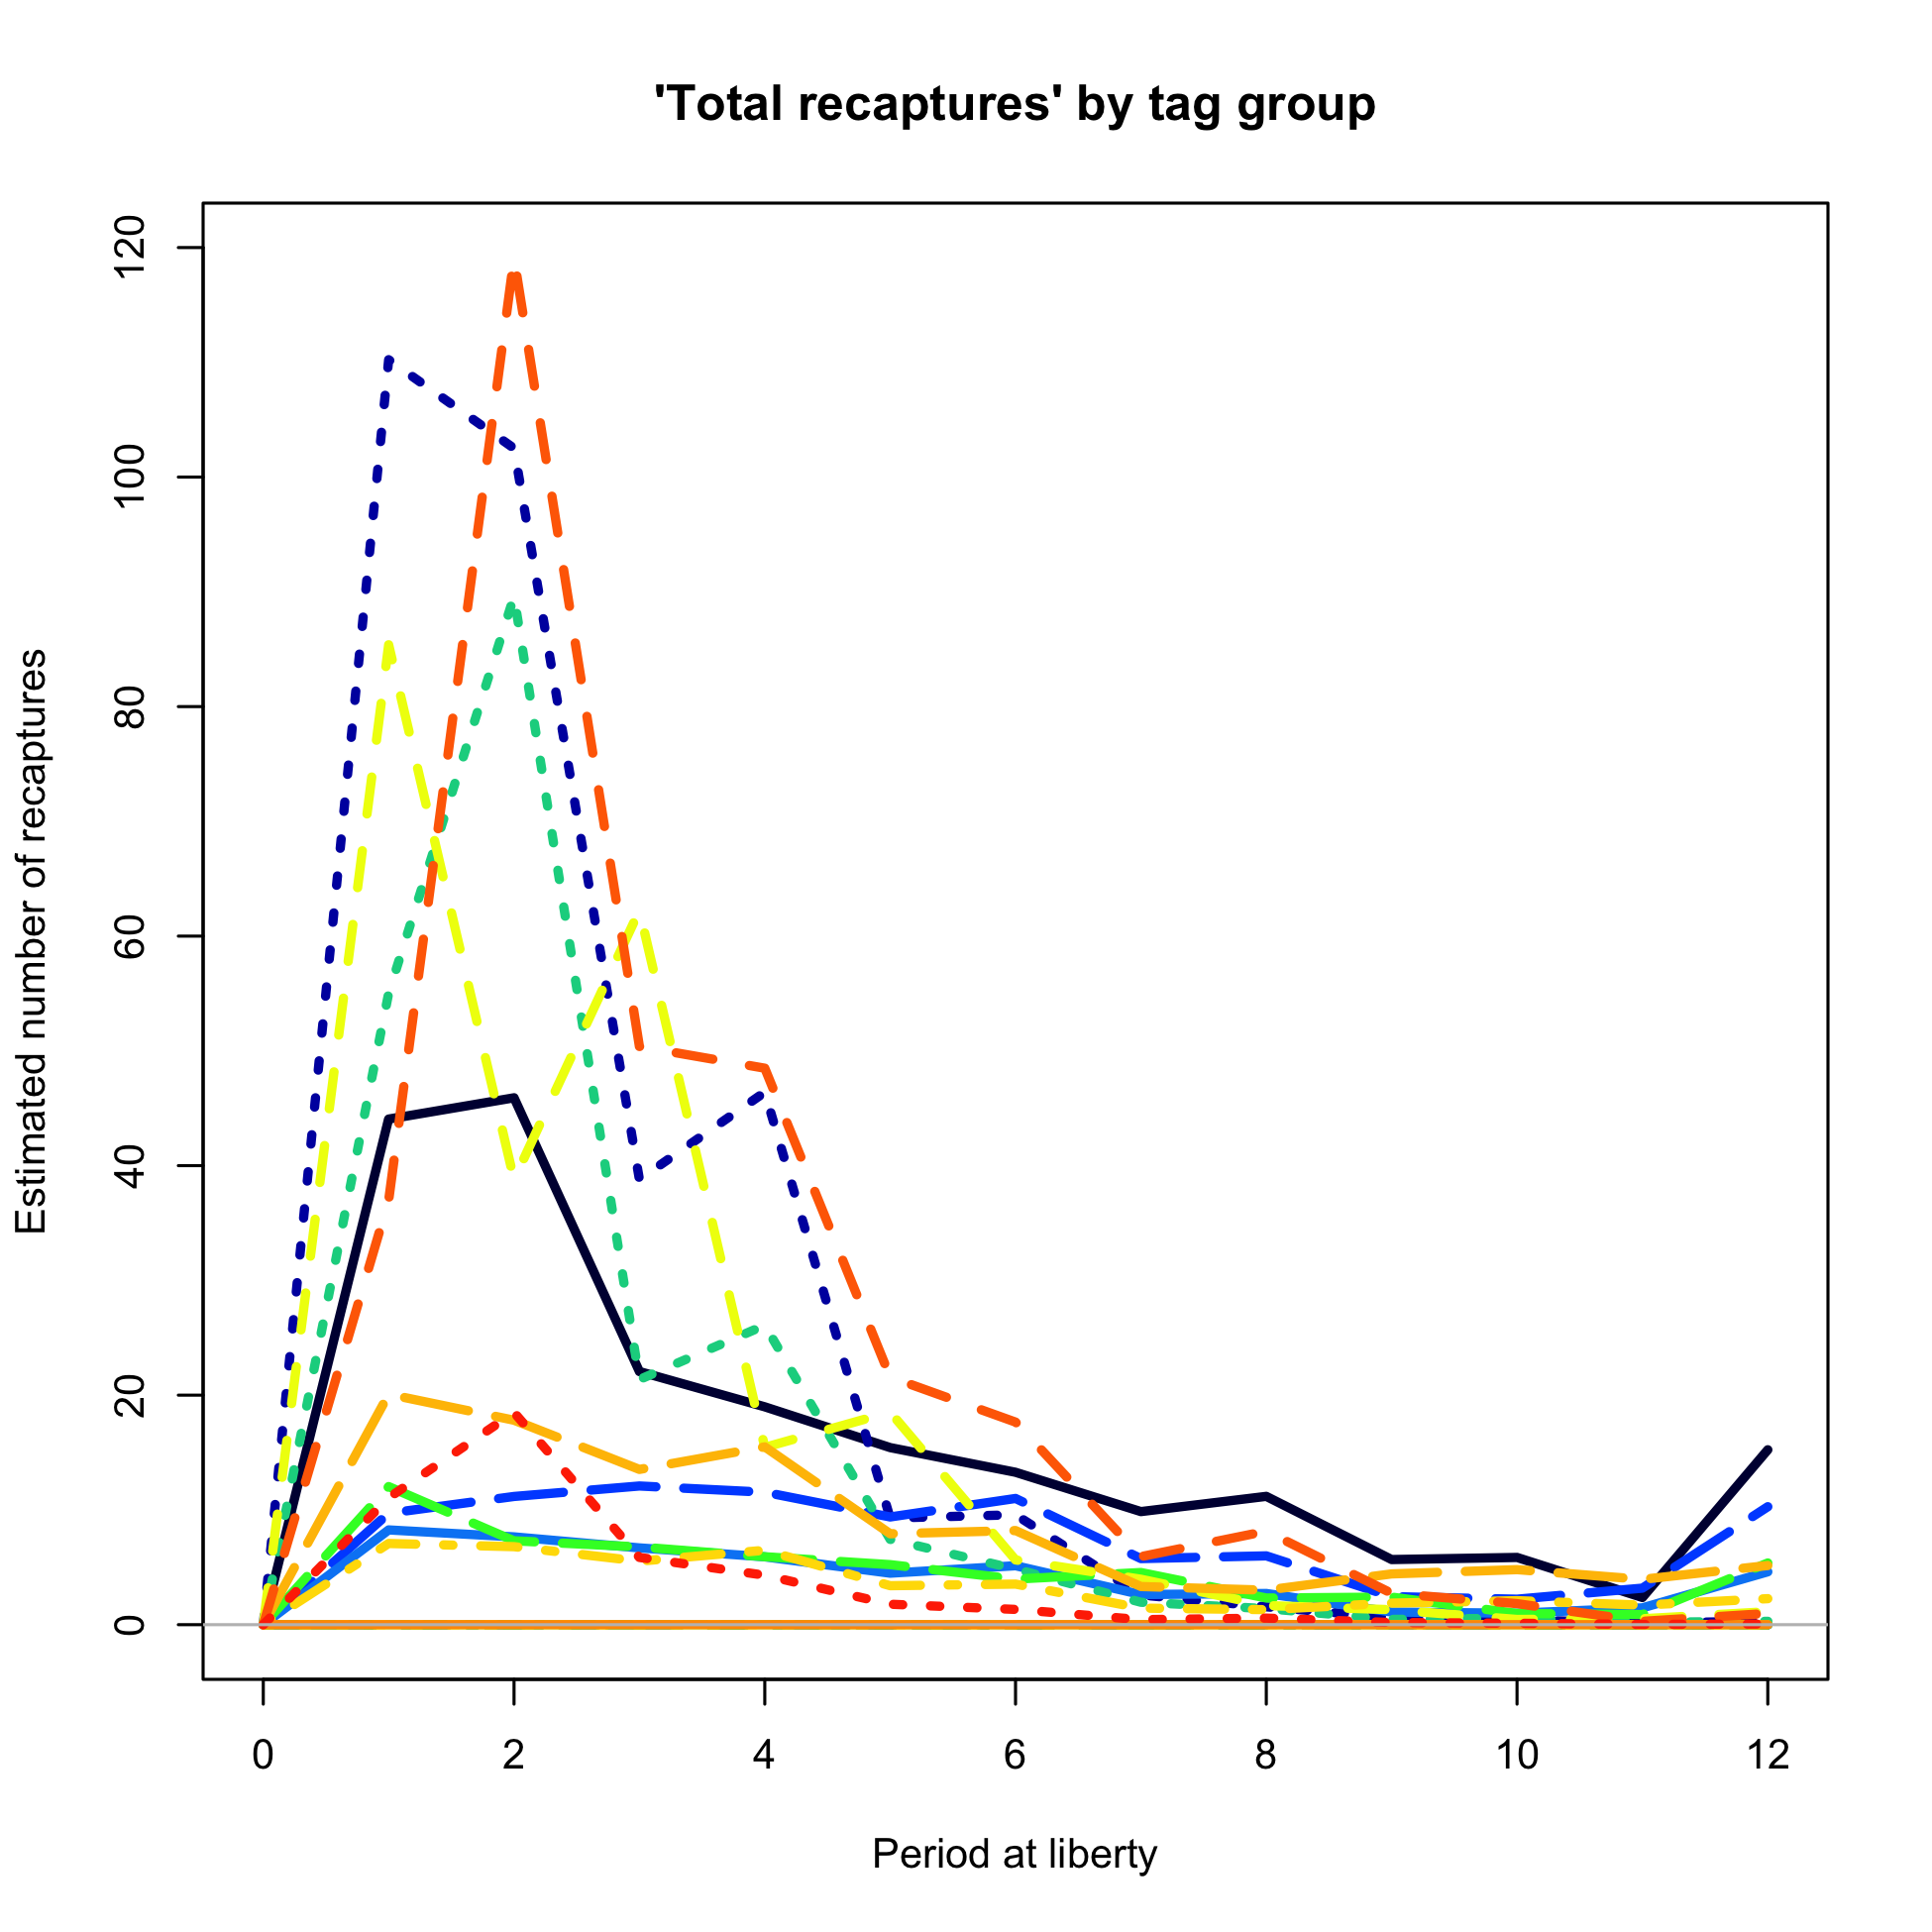 'Total recaptures' by tag group
Estimated number of recaptures
120
100
80
60
40
20
0
0 2 4 6 8 10 12
Period at liberty